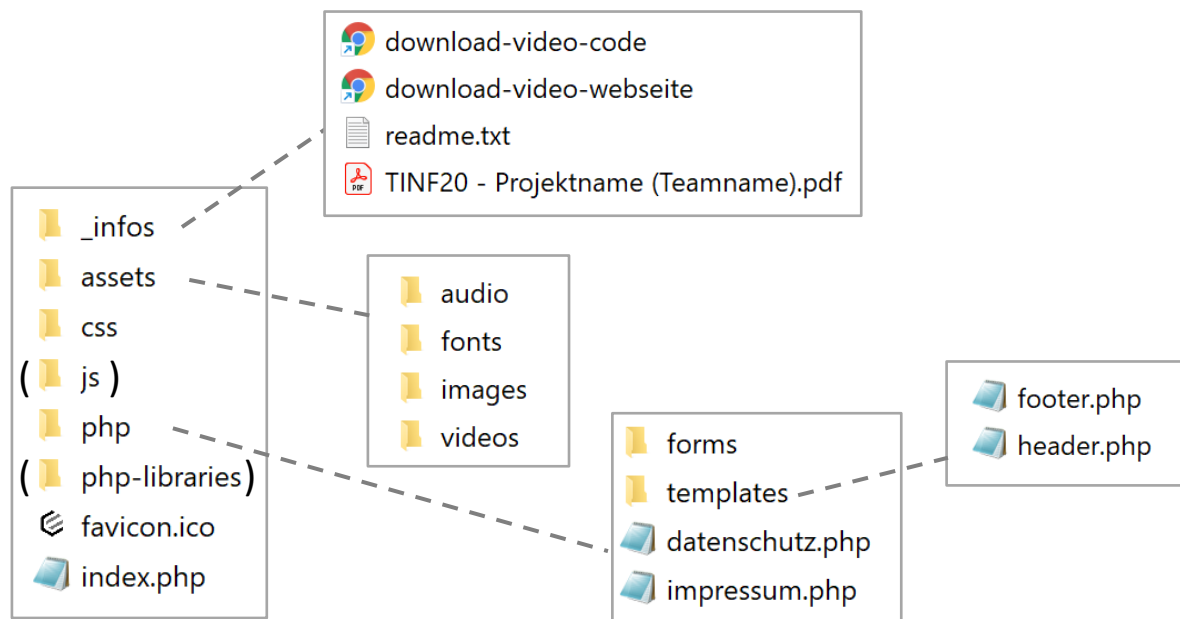 download-video-code
download-video-webseite
readme.txt
PDF
TINF20 - Projektname (Teamname).pdf
_infos
assets
css
( js )
php
( php-libraries )
favicon.ico
index.php
audio
fonts
images
videos
forms
templates
datenschutz.php
impressum.php
footer.php
header.php